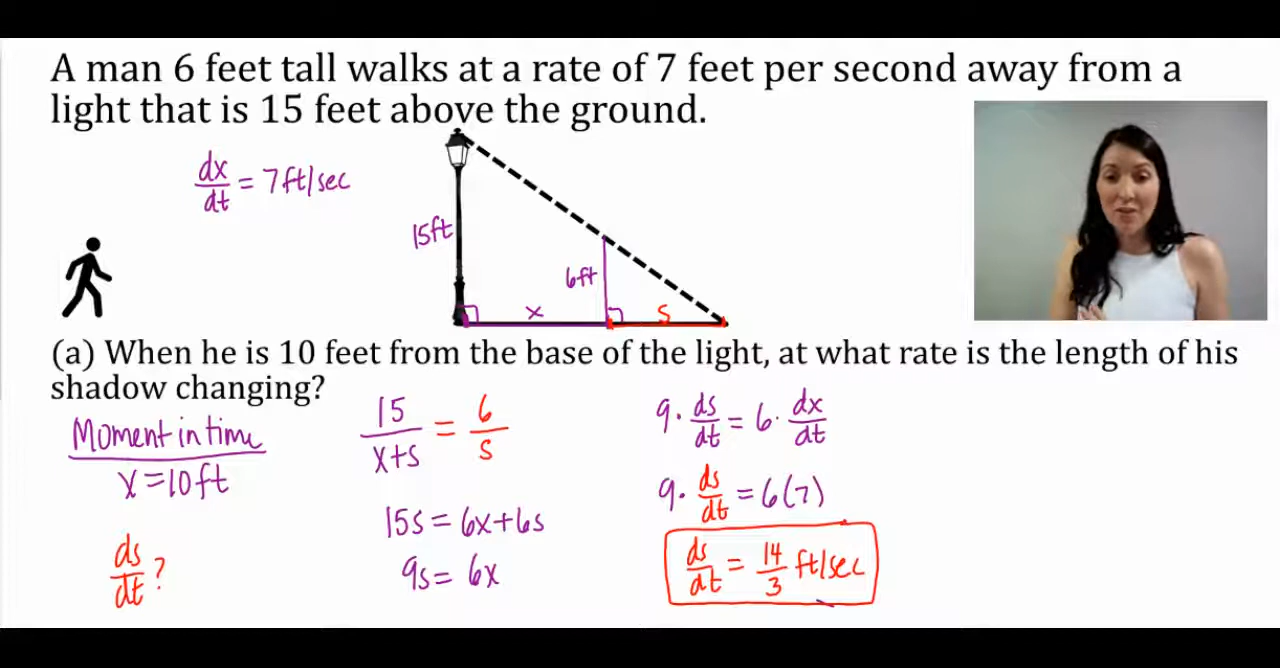 A man 6 feet tall walks at a rate of 7 feet per second away from a
light that is 15 feet above the ground.
dx/dt = 7ft/sec
15ft
6ft
x
s
(a) When he is 10 feet from the base of the light, at what rate is the length of his
shadow changing?
Moment in time
x = 10ft
ds/dt ?
15/(x+s) = 6/s
15s = 6x + 6s
9s = 6x
9 · ds/dt = 6 · dx/dt
9 · ds/dt = 6(7)
ds/dt = 14/3 ft/sec